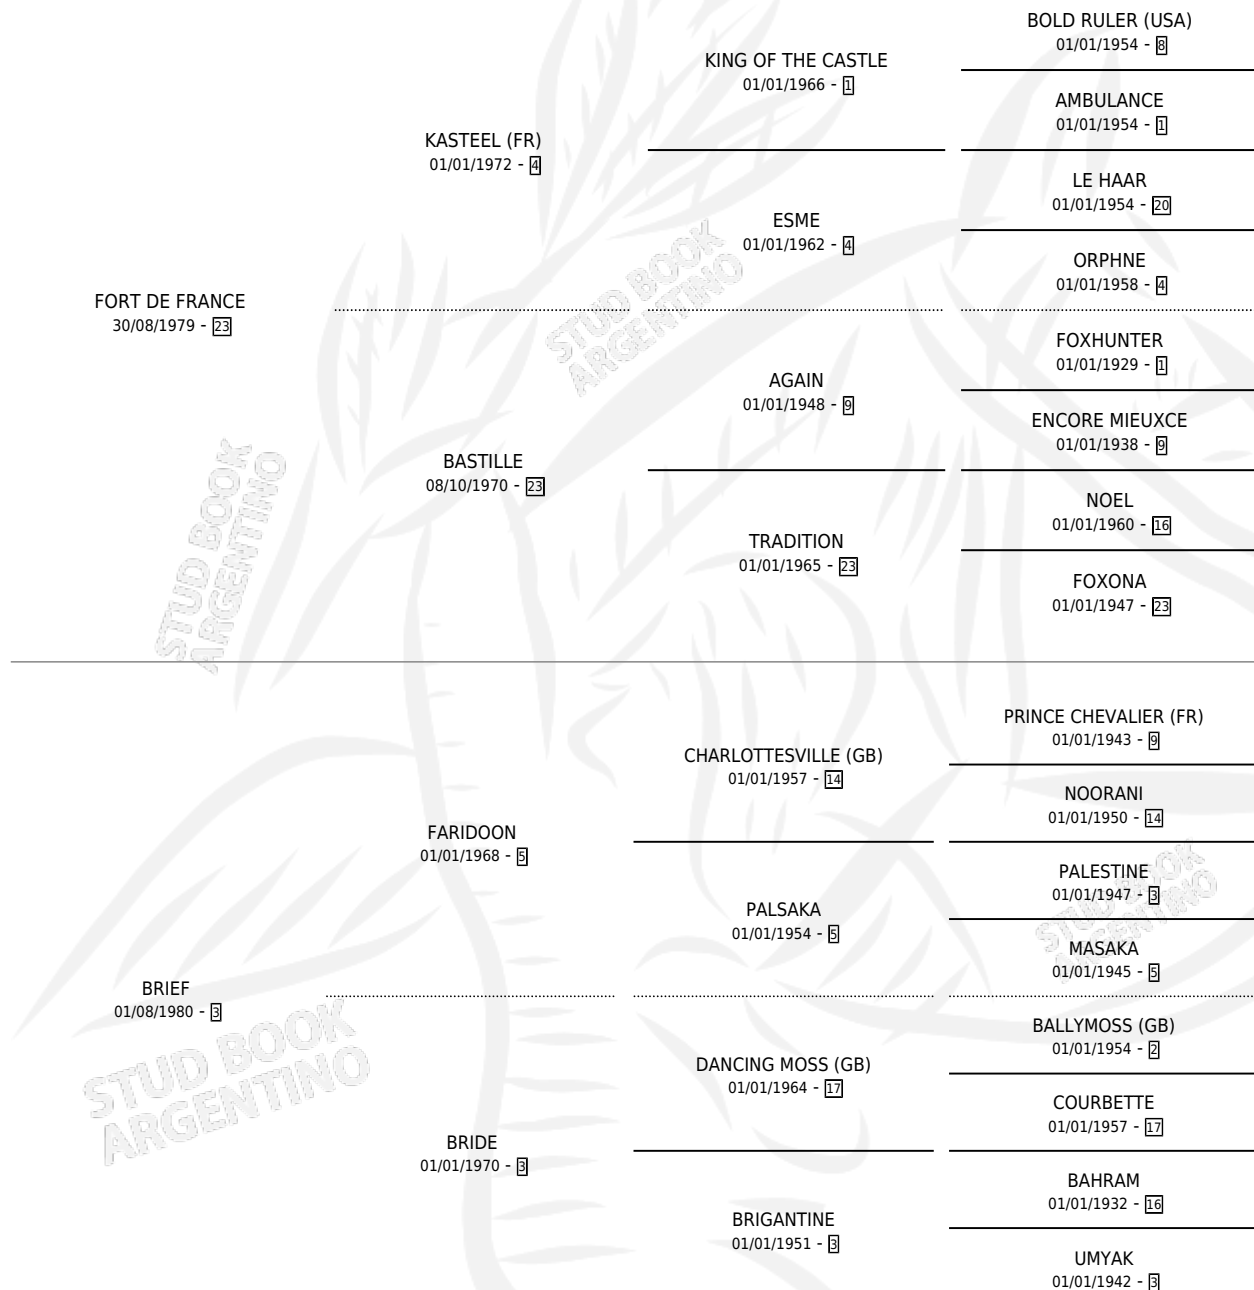 BOLD RULER (USA)
01/01/1954 - 8
KING OF THE CASTLE
01/01/1966 - 1
AMBULANCE
01/01/1954 - 1
KASTEEL (FR)
01/01/1972 - 4
LE HAAR
01/01/1954 - 20
ESME
01/01/1962 - 4
ORPHNE
01/01/1958 - 4
FORT DE FRANCE
30/08/1979 - 23
FOXHUNTER
01/01/1929 - 1
AGAIN
01/01/1948 - 9
ENCORE MIEUXCE
01/01/1938 - 9
BASTILLE
08/10/1970 - 23
NOEL
01/01/1960 - 16
TRADITION
01/01/1965 - 23
FOXONA
01/01/1947 - 23
PRINCE CHEVALIER (FR)
01/01/1943 - 9
CHARLOTTESVILLE (GB)
01/01/1957 - 14
NOORANI
01/01/1950 - 14
FARIDOON
01/01/1968 - 5
PALESTINE
01/01/1947 - 3
PALSAKA
01/01/1954 - 5
MASAKA
01/01/1945 - 5
BRIEF
01/08/1980 - 3
BALLYMOSS (GB)
01/01/1954 - 2
DANCING MOSS (GB)
01/01/1964 - 17
COURBETTE
01/01/1957 - 17
BRIDE
01/01/1970 - 3
BAHRAM
01/01/1932 - 16
BRIGANTINE
01/01/1951 - 3
UMYAK
01/01/1942 - 3
STUD BOOK
ARGENTINO
STUD BOOK
ARGENTINO
STUD BOOK
ARGENTINO
STUD BOOK
ARGENTINO